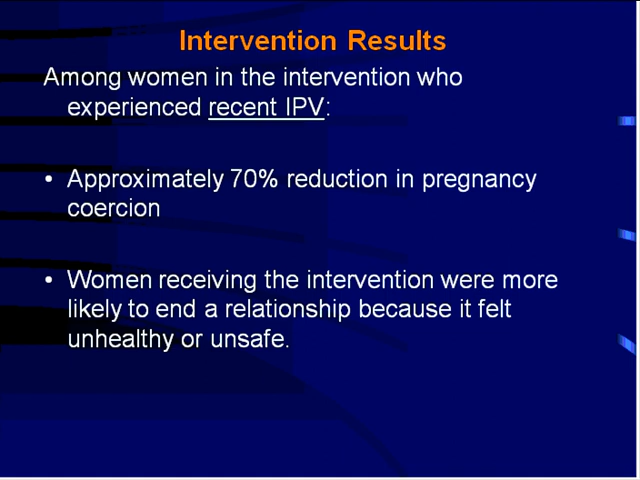 Intervention Results
Among women in the intervention who
experienced recent IPV:
• Approximately 70% reduction in pregnancy
coercion
• Women receiving the intervention were more
likely to end a relationship because it felt
unhealthy or unsafe.